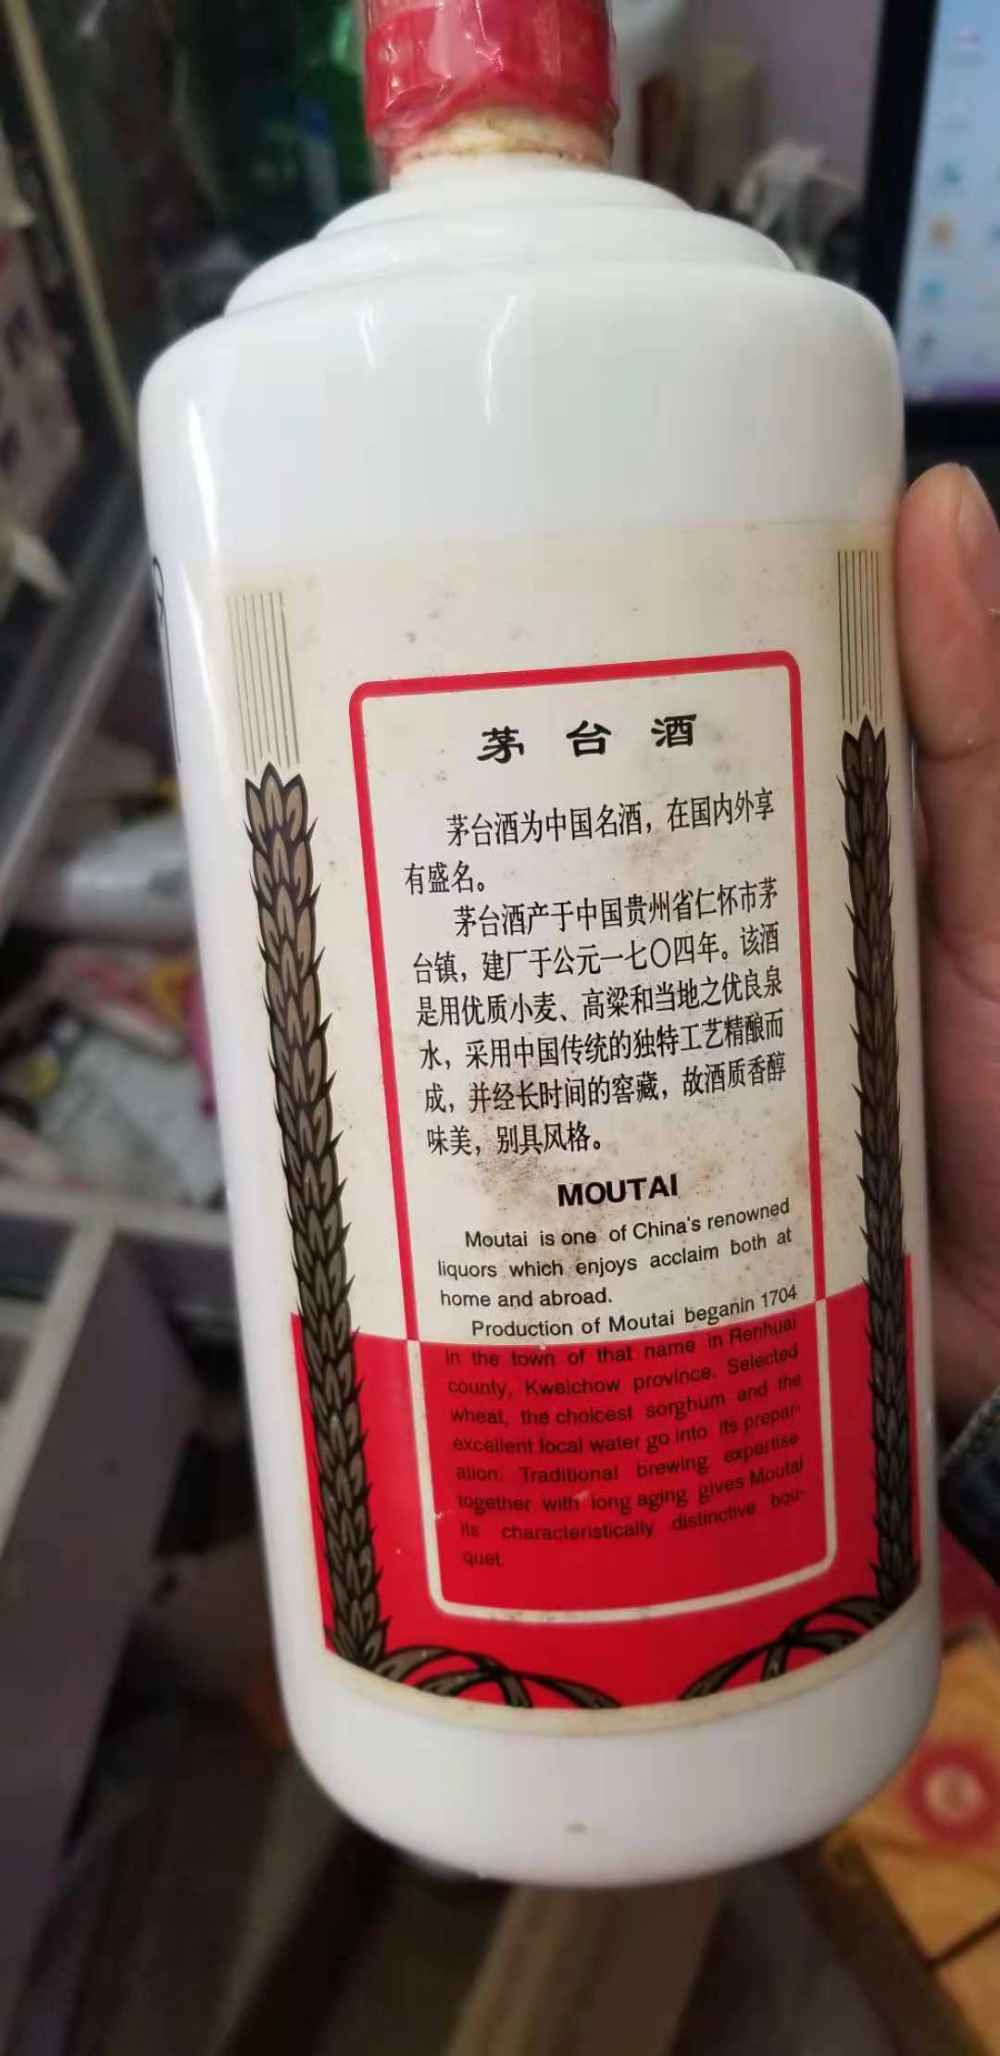 茅台酒
茅台酒为中国名酒，在国内外享
有盛名。
茅台酒产于中国贵州省仁怀市茅
台镇，建厂于公元一七〇四年。该酒
是用优质小麦、高粱和当地之优良泉
水，采用中国传统的独特工艺精酿而
成，并经长时间的窖藏，故酒质香醇
味美，别具风格。
MOUTAI
Moutai is one of China's renowned
liquors which enjoys acclaim both at
home and abroad.
Production of Moutai beganin 1704
in the town of that name in Renhuai
county, Kweichow province. Selected
wheat, the choicest sorghum and the
excellent local water go into its prepar-
ation. Traditional brewing expertise
together with long aging gives Moutai
its characteristically distinctive bou-
quet.